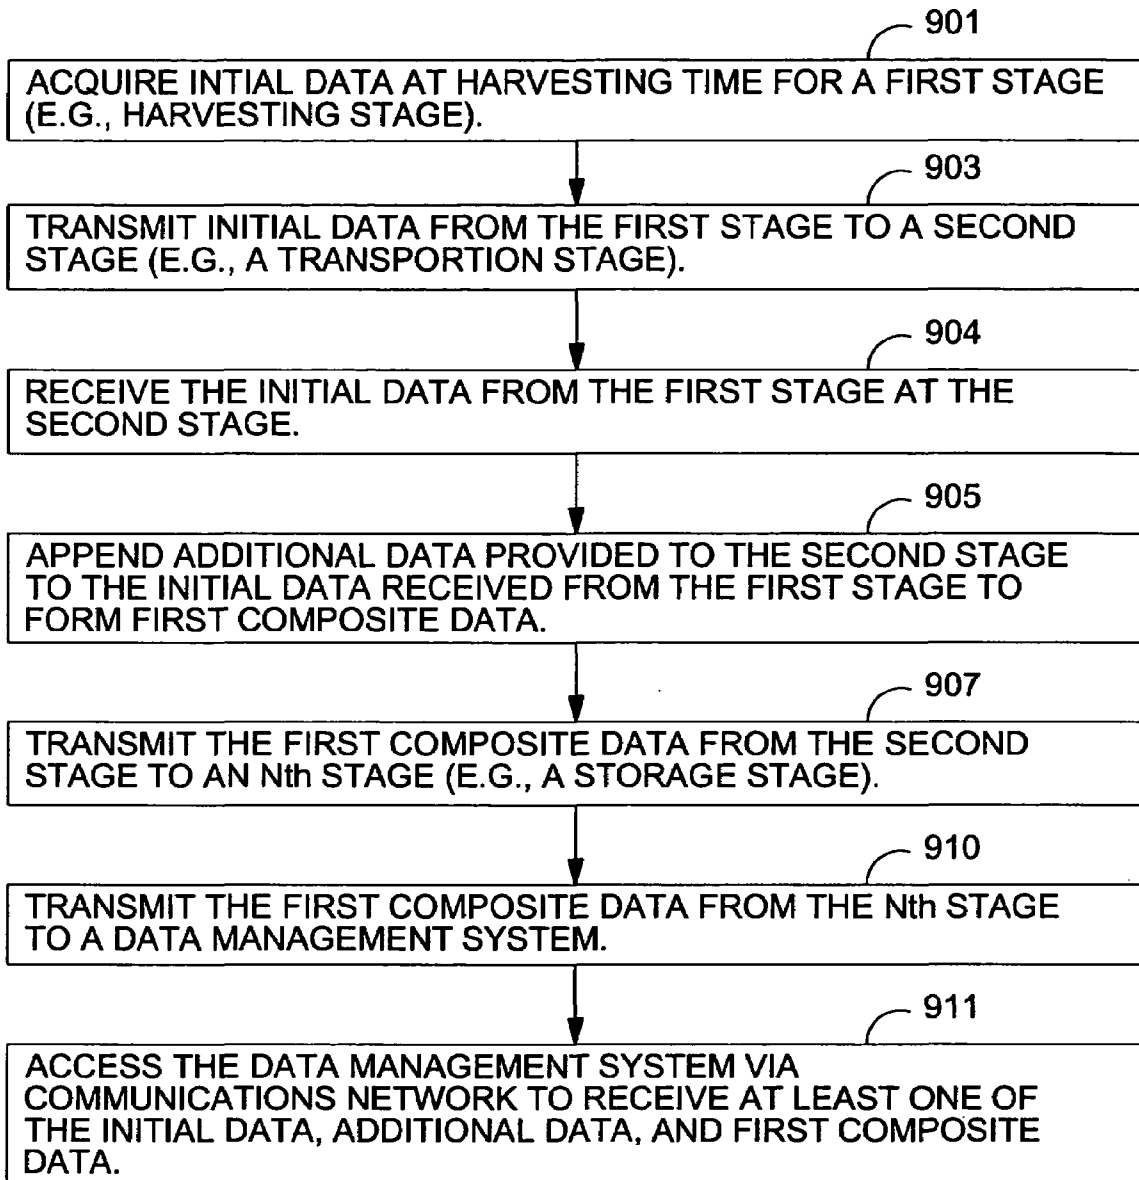 901
ACQUIRE INTIAL DATA AT HARVESTING TIME FOR A FIRST STAGE
(E.G., HARVESTING STAGE).
903
TRANSMIT INITIAL DATA FROM THE FIRST STAGE TO A SECOND
STAGE (E.G., A TRANSPORTION STAGE).
904
RECEIVE THE INITIAL DATA FROM THE FIRST STAGE AT THE
SECOND STAGE.
905
APPEND ADDITIONAL DATA PROVIDED TO THE SECOND STAGE
TO THE INITIAL DATA RECEIVED FROM THE FIRST STAGE TO
FORM FIRST COMPOSITE DATA.
907
TRANSMIT THE FIRST COMPOSITE DATA FROM THE SECOND
STAGE TO AN Nth STAGE (E.G., A STORAGE STAGE).
910
TRANSMIT THE FIRST COMPOSITE DATA FROM THE Nth STAGE
TO A DATA MANAGEMENT SYSTEM.
911
ACCESS THE DATA MANAGEMENT SYSTEM VIA
COMMUNICATIONS NETWORK TO RECEIVE AT LEAST ONE OF
THE INITIAL DATA, ADDITIONAL DATA, AND FIRST COMPOSITE
DATA.